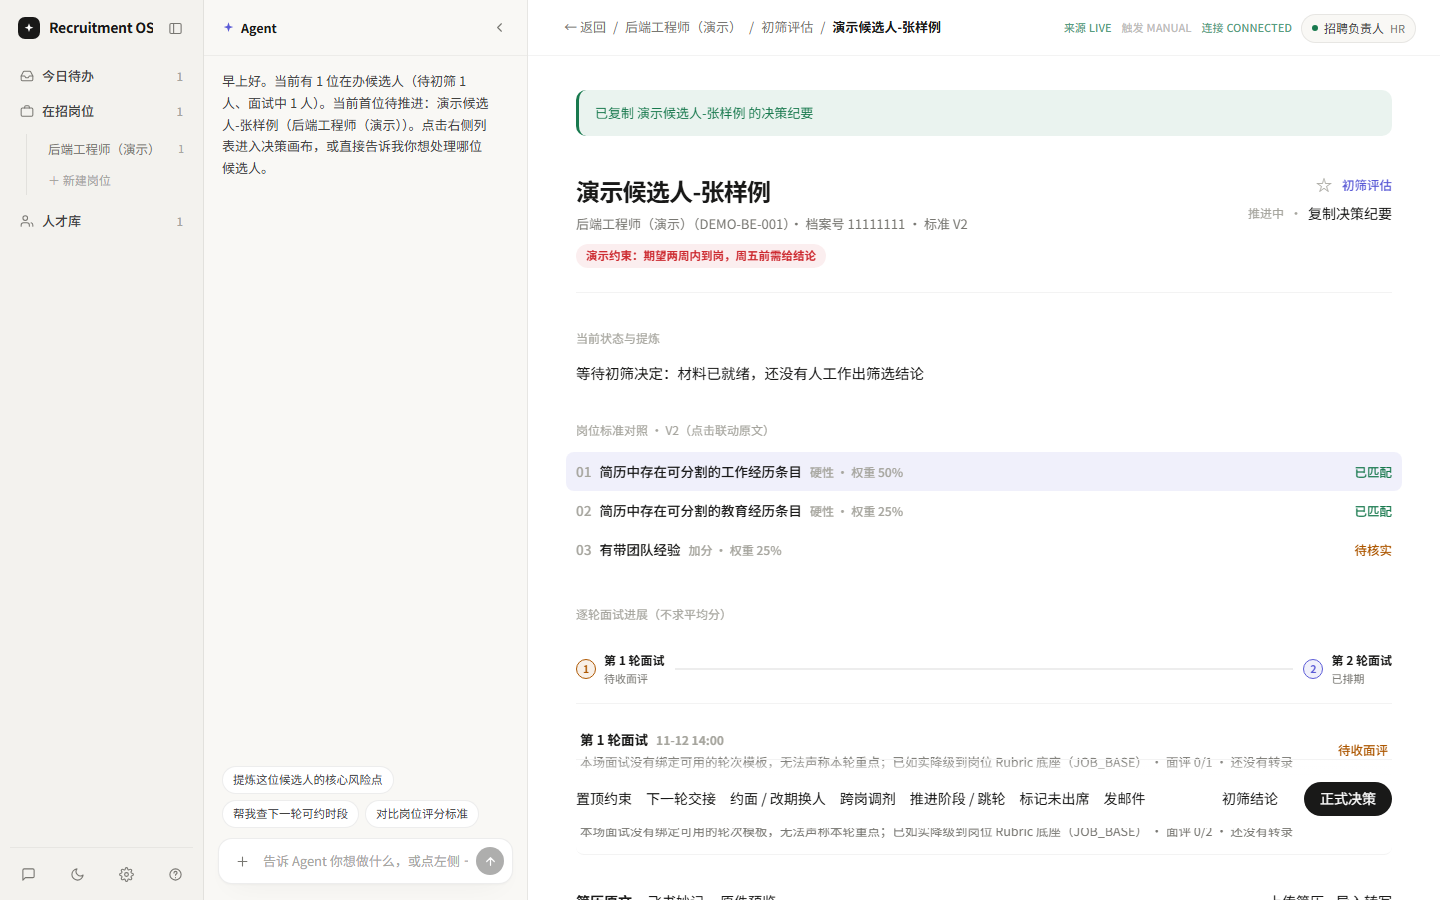 Recruitment OS
今日待办 1
在招岗位 1
后端工程师（演示） 1
+ 新建岗位
人才库 1
Agent
早上好。当前有 1 位在办候选人（待初筛 1
人、面试中 1 人）。当前首位待推进：演示候选
人-张样例（后端工程师（演示））。点击右侧列
表进入决策画布，或直接告诉我你想处理哪位
候选人。
提炼这位候选人的核心风险点
帮我查下一轮可约时段
对比岗位评分标准
告诉 Agent 你想做什么，或点左侧 -
← 返回 / 后端工程师（演示） / 初筛评估 / 演示候选人-张样例
来源 LIVE 触发 MANUAL 连接 CONNECTED 招聘负责人 HR
已复制 演示候选人-张样例 的决策纪要
演示候选人-张样例
☆ 初筛评估
后端工程师（演示）（DEMO-BE-001） · 档案号 11111111 · 标准 V2
推进中 · 复制决策纪要
演示约束：期望两周内到岗，周五前需给结论
当前状态与提炼
等待初筛决定：材料已就绪，还没有人工作出筛选结论
岗位标准对照 · V2（点击联动原文）
01 简历中存在可分割的工作经历条目 硬性 · 权重 50% 已匹配
02 简历中存在可分割的教育经历条目 硬性 · 权重 25% 已匹配
03 有带团队经验 加分 · 权重 25% 待核实
逐轮面试进展（不求平均分）
1 第 1 轮面试 待收面评
2 第 2 轮面试 已排期
第 1 轮面试 11-12 14:00
待收面评
本场面试没有绑定可用的轮次模板，无法声称本轮重点；已如实降级到岗位 Rubric 底座（JOB_BASE） · 面评 0/1 · 还没有转录
置顶约束 下一轮交接 约面 / 改期换人 跨岗调剂 推进阶段 / 跳轮 标记未出席 发邮件 初筛结论 正式决策
本场面试没有绑定可用的轮次模板，无法声称本轮重点；已如实降级到岗位 Rubric 底座（JOB_BASE） · 面评 0/2 · 还没有转录
简历原文 飞书妙记 原件预览 上传简历 导入转写